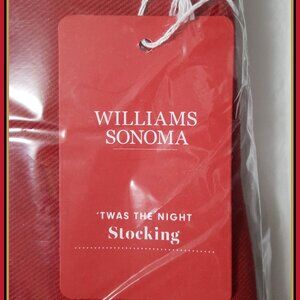 WILLIAMS
SONOMA
'TWAS THE NIGHT
Stocking